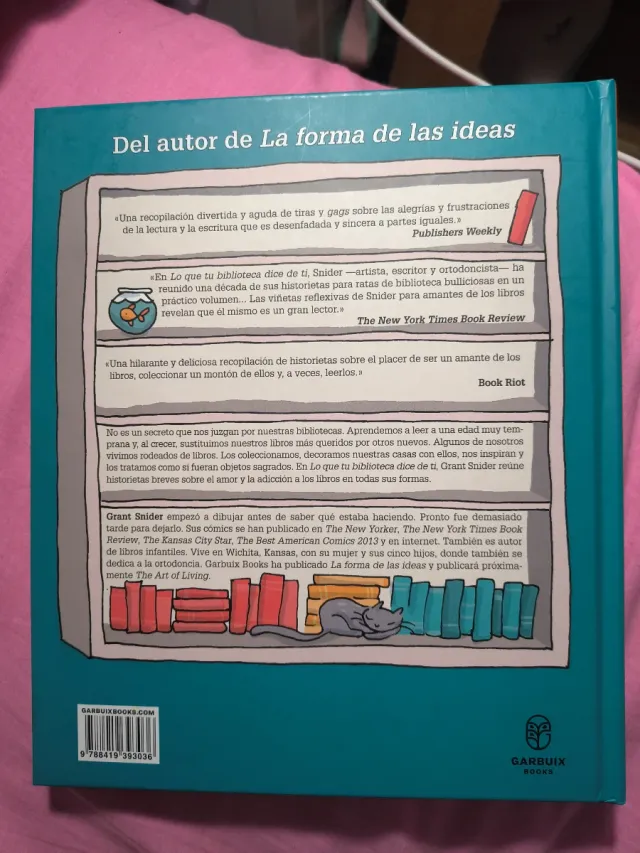 Del autor de La forma de las ideas
«Una recopilación divertida y aguda de tiras y gags sobre las alegrías y frustraciones
de la lectura y la escritura que es desenfadada y sincera a partes iguales.»
Publishers Weekly
«En Lo que tu biblioteca dice de ti, Snider —artista, escritor y ortodoncista— ha
reunido una década de sus historietas para ratas de biblioteca bulliciosas en un
práctico volumen... Las viñetas reflexivas de Snider para amantes de los libros
revelan que él mismo es un gran lector.»
The New York Times Book Review
«Una hilarante y deliciosa recopilación de historietas sobre el placer de ser un amante de los
libros, coleccionar un montón de ellos y, a veces, leerlos.»
Book Riot
No es un secreto que nos juzgan por nuestras bibliotecas. Aprendemos a leer a una edad muy tem-
prana y, al crecer, sustituimos nuestros libros más queridos por otros nuevos. Algunos de nosotros
vivimos rodeados de libros. Los coleccionamos, decoramos nuestras casas con ellos, nos inspiran y
los tratamos como si fueran objetos sagrados. En Lo que tu biblioteca dice de ti, Grant Snider reúne
historietas breves sobre el amor y la adicción a los libros en todas sus formas.
Grant Snider empezó a dibujar antes de saber qué estaba haciendo. Pronto fue demasiado
tarde para dejarlo. Sus cómics se han publicado en The New Yorker, The New York Times Book
Review, The Kansas City Star, The Best American Comics 2013 y en internet. También es autor
de libros infantiles. Vive en Wichita, Kansas, con su mujer y sus cinco hijos, donde también se
dedica a la ortodoncia. Garbuix Books ha publicado La forma de las ideas y publicará próxima-
mente The Art of Living.
GARBUIXBOOKS.COM
9 788419 393036
GARBUIX
BOOKS